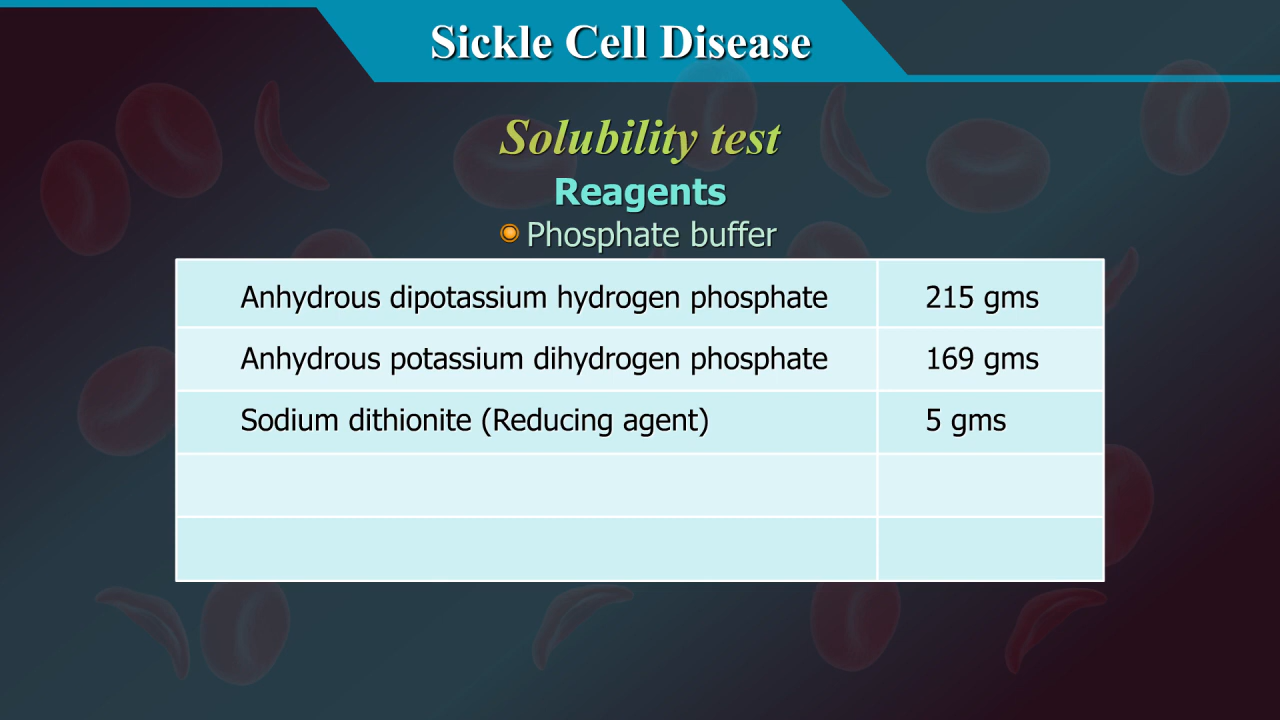 Sickle Cell Disease
Solubility test
Reagents
Phosphate buffer
Anhydrous dipotassium hydrogen phosphate 215 gms
Anhydrous potassium dihydrogen phosphate 169 gms
Sodium dithionite (Reducing agent) 5 gms